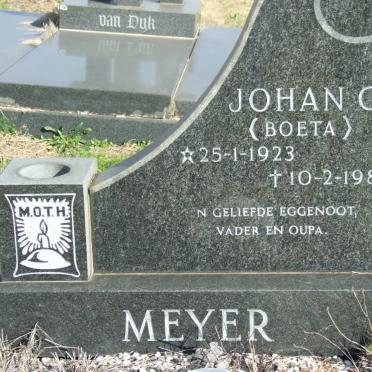 van Dyk
JOHAN C
(BOETA)
☆25-1-1923
†10-2-198
'N GELIEFDE EGGENOOT,
VADER EN OUPA.
M.O.T.H.
MEYER